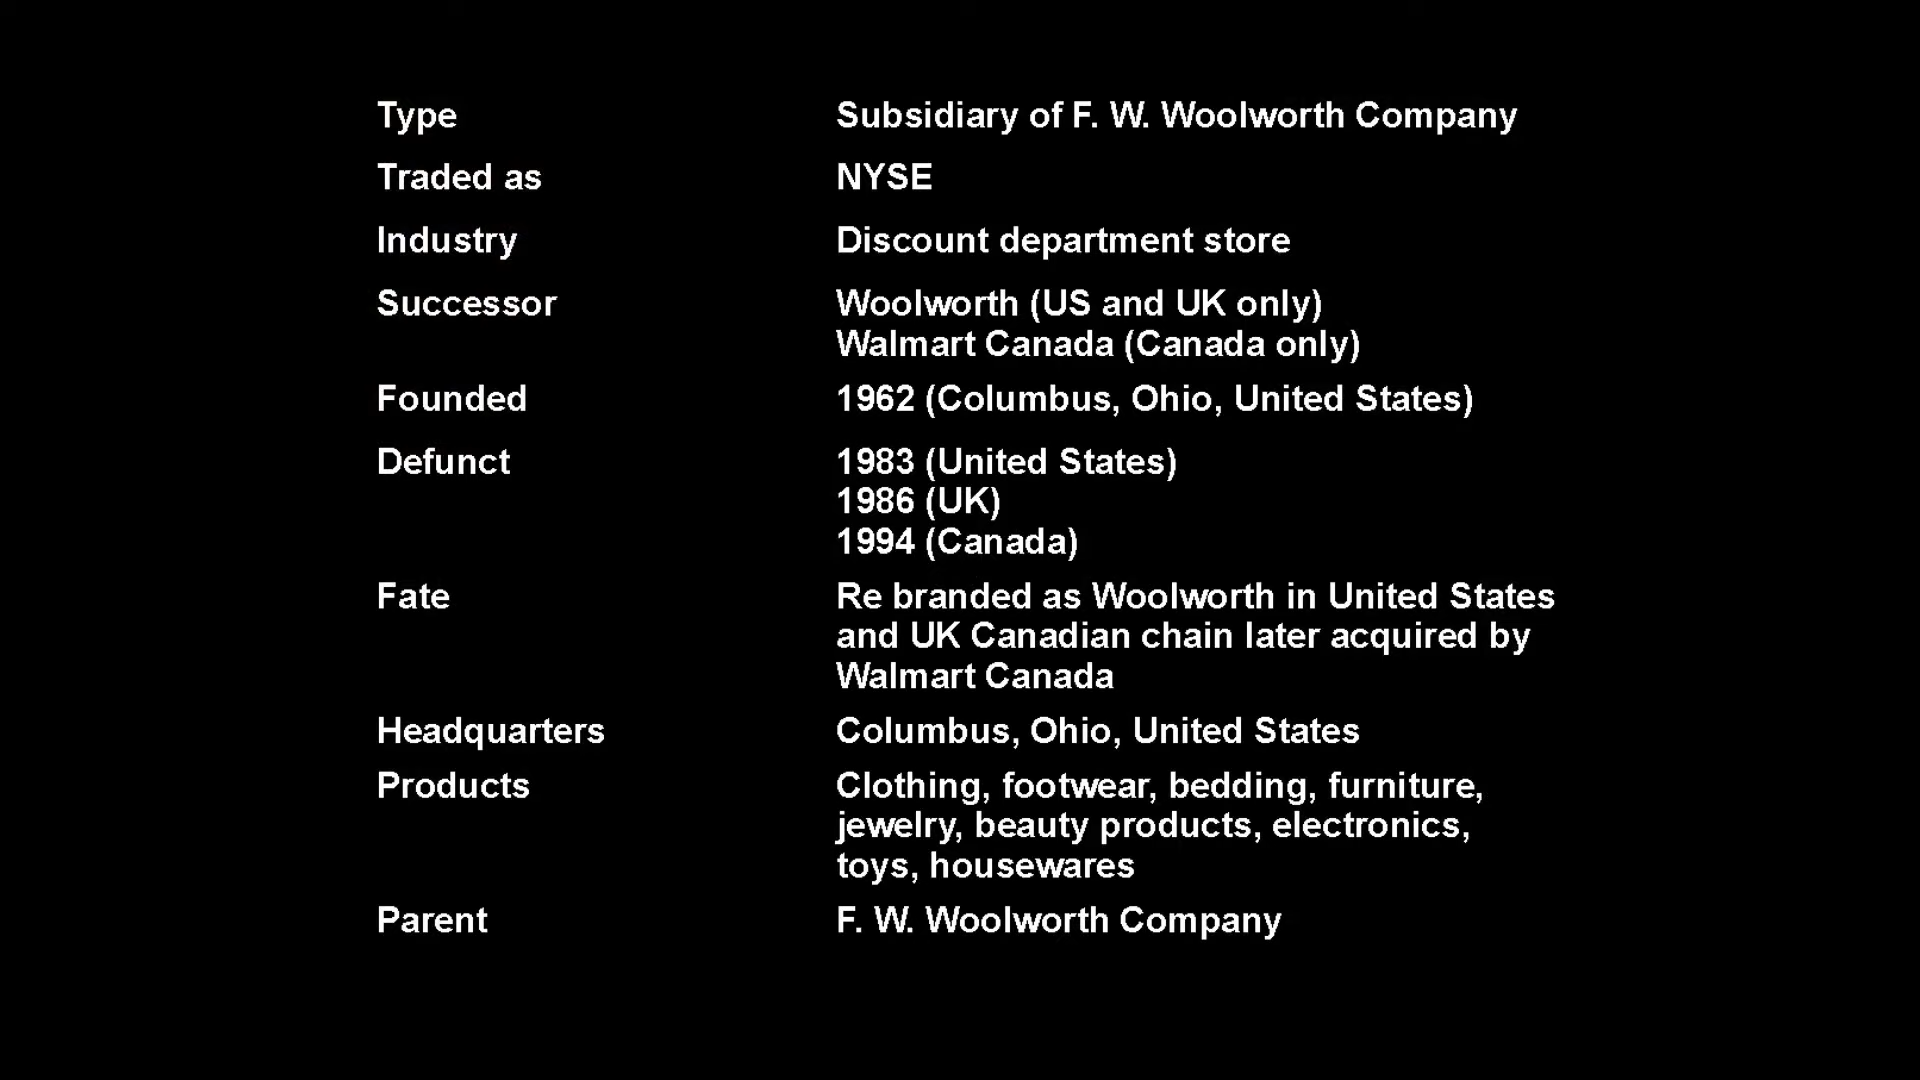 Type Subsidiary of F. W. Woolworth Company
Traded as NYSE
Industry Discount department store
Successor Woolworth (US and UK only)
Walmart Canada (Canada only)
Founded 1962 (Columbus, Ohio, United States)
Defunct 1983 (United States)
1986 (UK)
1994 (Canada)
Fate Re branded as Woolworth in United States
and UK Canadian chain later acquired by
Walmart Canada
Headquarters Columbus, Ohio, United States
Products Clothing, footwear, bedding, furniture,
jewelry, beauty products, electronics,
toys, housewares
Parent F. W. Woolworth Company